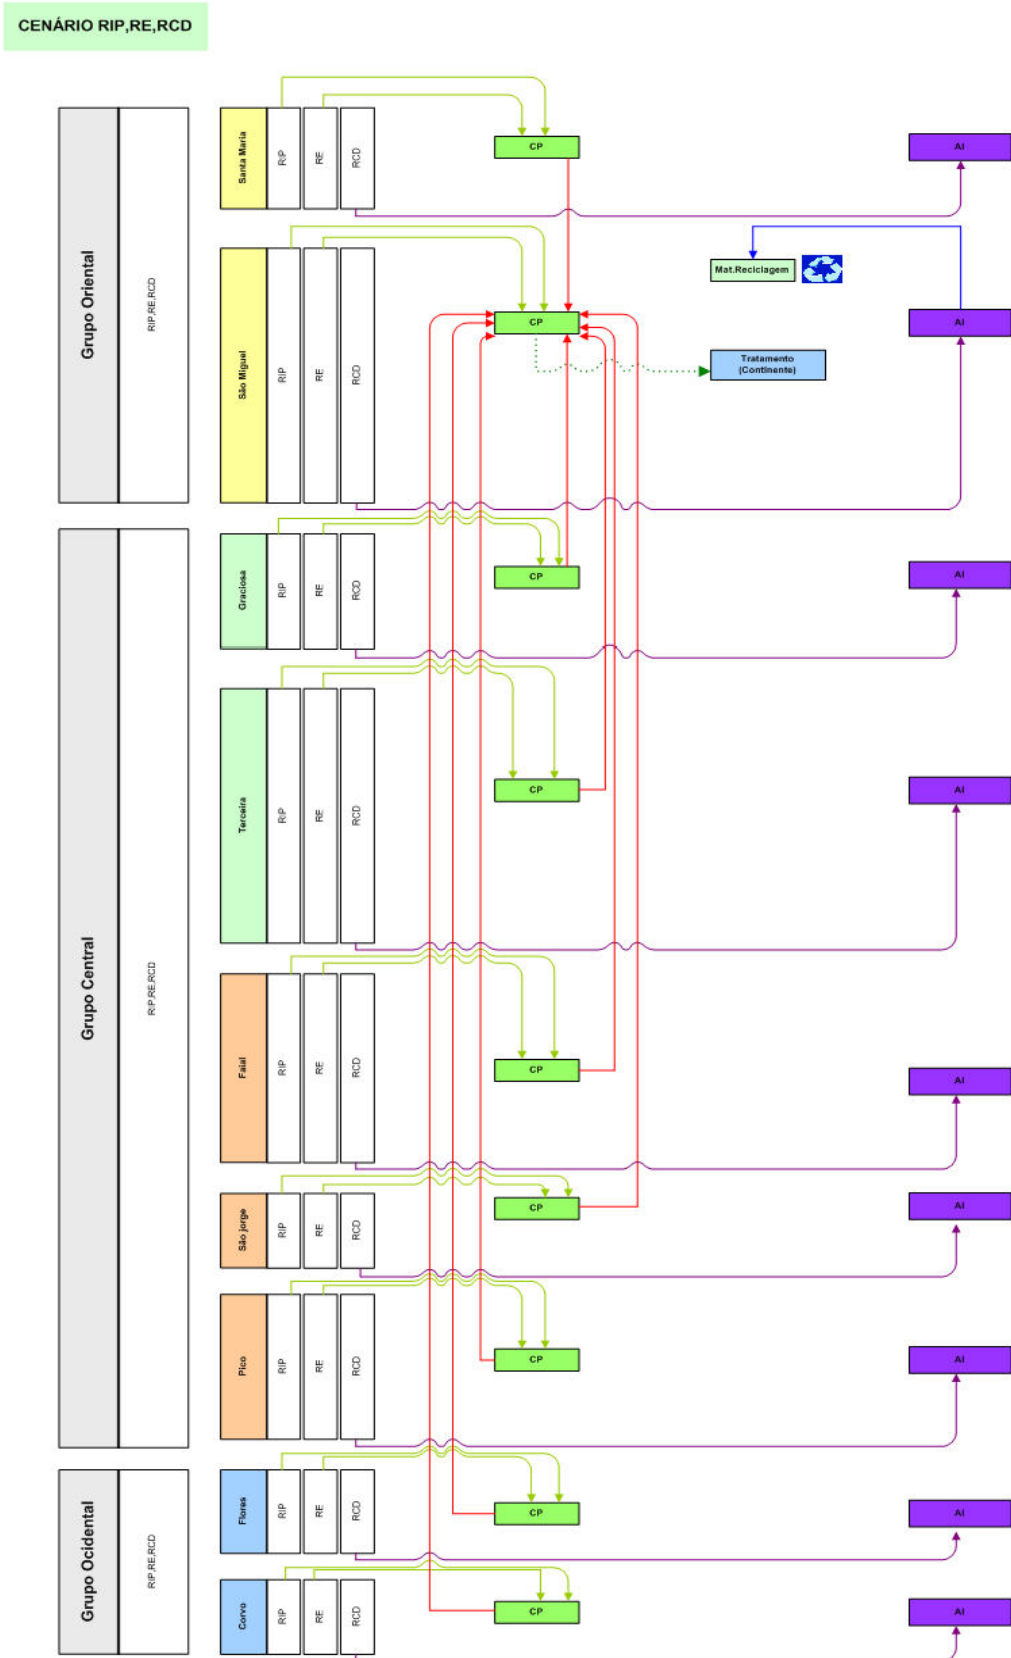 CENÁRIO RIP,RE,RCD
Grupo Oriental
RIP,RE,RCD
Santa Maria
RIP
RE
RCD
CP
AI
São Miguel
RIP
RE
RCD
CP
Mat.Reciclagem
Tratamento
(Continente)
AI
Grupo Central
RIP,RE,RCD
Graciosa
RIP
RE
RCD
CP
AI
Terceira
RIP
RE
RCD
CP
AI
Faial
RIP
RE
RCD
CP
AI
São jorge
RIP
RE
RCD
CP
AI
Pico
RIP
RE
RCD
CP
AI
Grupo Ocidental
RIP,RE,RCD
Flores
RIP
RE
RCD
CP
AI
Corvo
RIP
RE
RCD
CP
AI